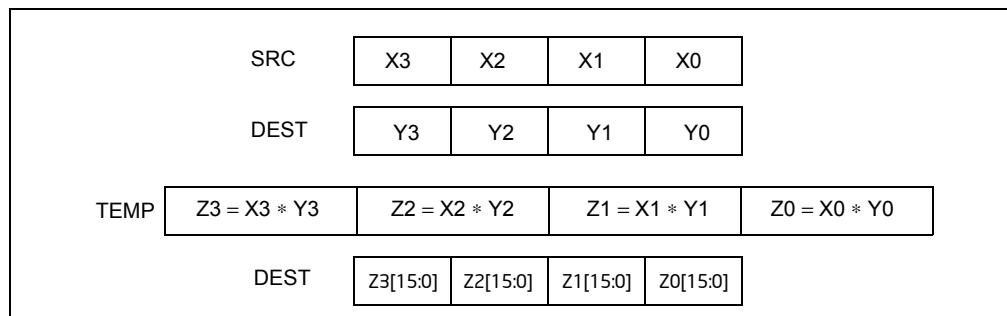 SRC X3 X2 X1 X0
DEST Y3 Y2 Y1 Y0
TEMP Z3 = X3 ∗ Y3 Z2 = X2 ∗ Y2 Z1 = X1 ∗ Y1 Z0 = X0 ∗ Y0
DEST Z3[15:0] Z2[15:0] Z1[15:0] Z0[15:0]